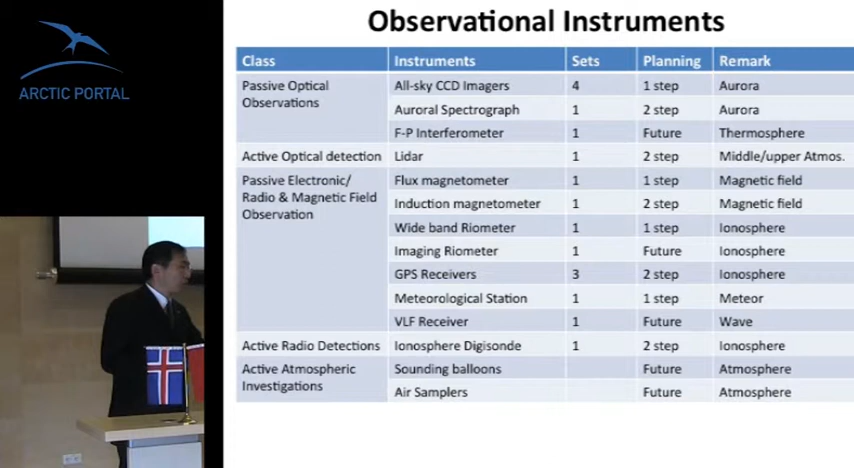 ARCTIC PORTAL
Observational Instruments
Class Instruments Sets Planning Remark
Passive Optical Observations All-sky CCD Imagers 4 1 step Aurora
Auroral Spectrograph 1 2 step Aurora
F-P Interferometer 1 Future Thermosphere
Active Optical detection Lidar 1 2 step Middle/upper Atmos.
Passive Electronic/ Radio & Magnetic Field Observation Flux magnetometer 1 1 step Magnetic field
Induction magnetometer 1 2 step Magnetic field
Wide band Riometer 1 1 step Ionosphere
Imaging Riometer 1 Future Ionosphere
GPS Receivers 3 2 step Ionosphere
Meteorological Station 1 1 step Meteor
VLF Receiver 1 Future Wave
Active Radio Detections Ionosphere Digisonde 1 2 step Ionosphere
Active Atmospheric Investigations Sounding balloons Future Atmosphere
Air Samplers Future Atmosphere